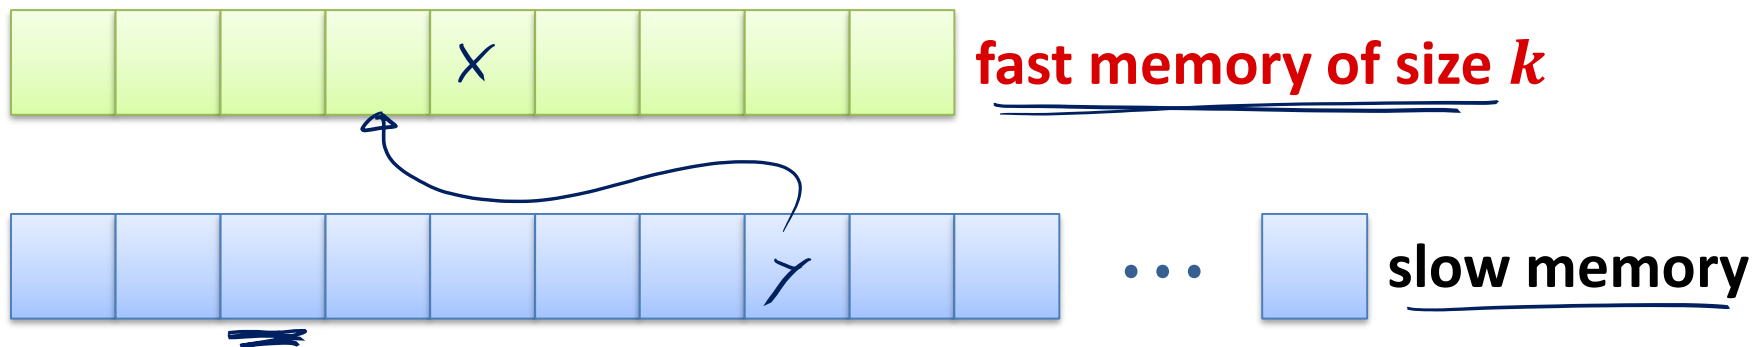 x
fast memory of size k
y
• • •
slow memory